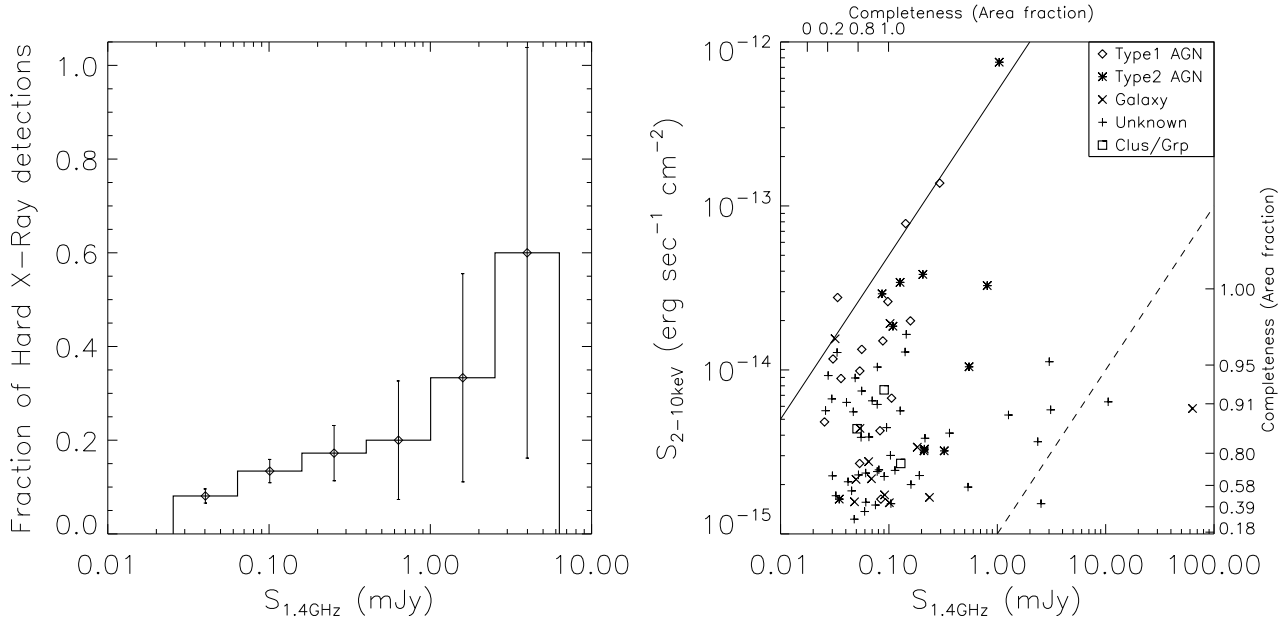 Fraction of Hard X-Ray detections
1.0
0.8
0.6
0.4
0.2
0.0
0.01 0.10 1.00 10.00
S1.4GHz (mJy)
Completeness (Area fraction)
0 0.2 0.8 1.0
S2-10keV (erg sec−1 cm−2)
10−12
10−13
10−14
10−15
Type1 AGN
Type2 AGN
Galaxy
Unknown
Clus/Grp
1.00
0.95
0.91
0.80
0.58
0.39
0.18
Completeness (Area fraction)
0.01 0.10 1.00 10.00 100.00
S1.4GHz (mJy)